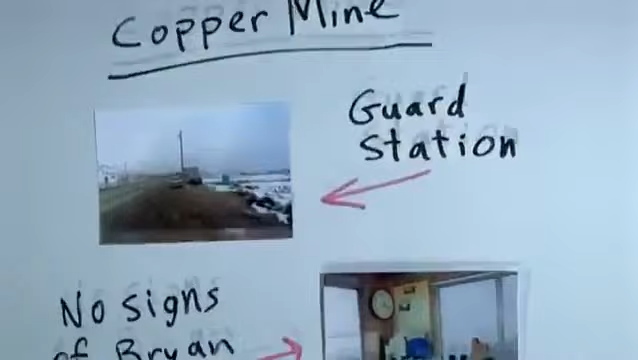 Copper Mine
Guard
Station
No signs
of Bryan